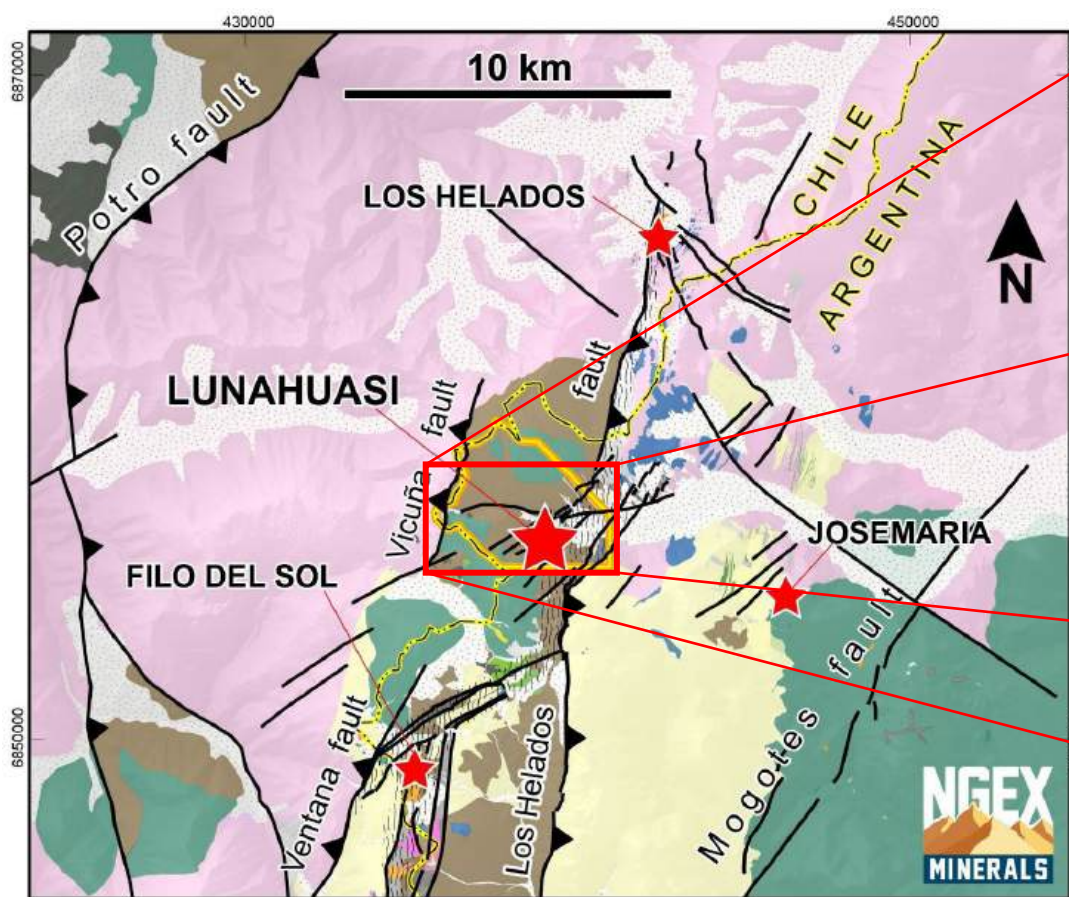 430000
450000
6870000
10 km
Potro fault
CHILE
ARGENTINA
LOS HELADOS
N
LUNAHUASI
Vicuña fault
fault
JOSEMARIA
FILO DEL SOL
6850000
Ventana fault
Los Helados
Mogotes fault
NGEX
MINERALS